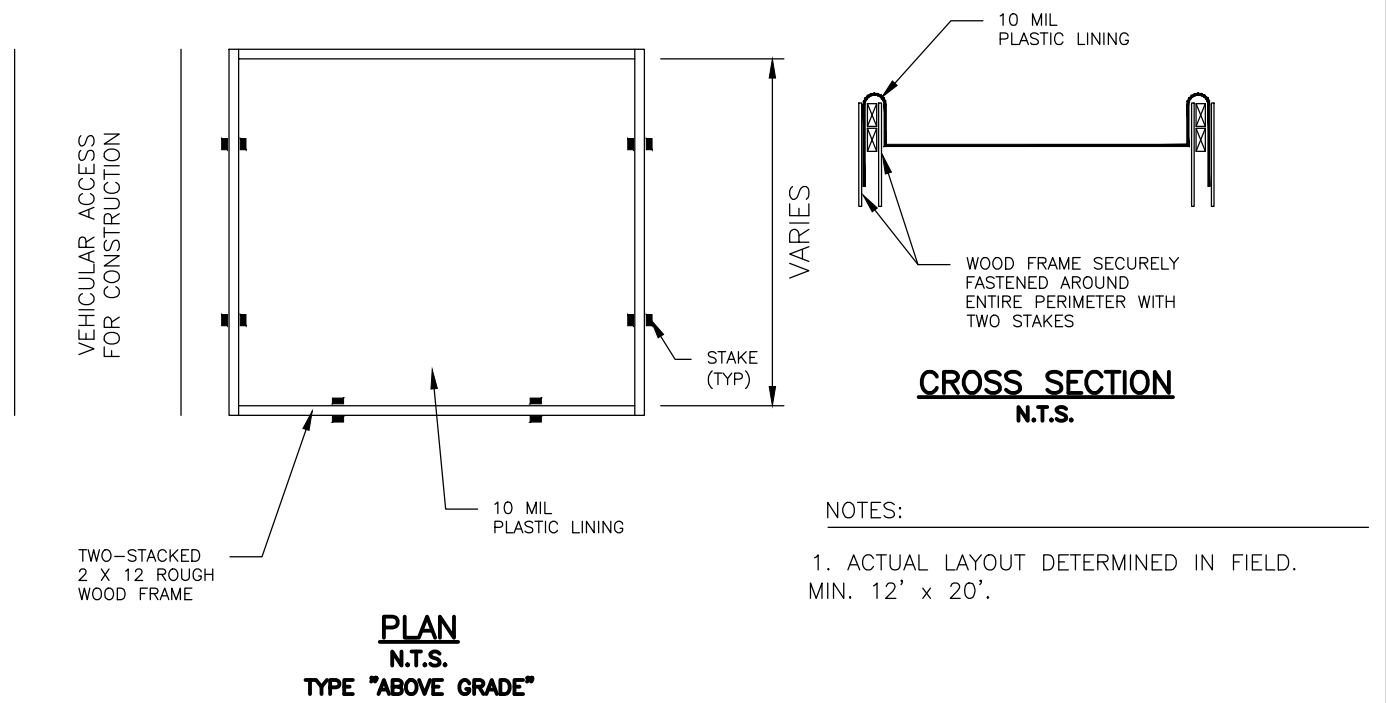 VEHICULAR ACCESS
FOR CONSTRUCTION
VARIES
STAKE
(TYP)
10 MIL
PLASTIC LINING
TWO-STACKED
2 X 12 ROUGH
WOOD FRAME
PLAN
N.T.S.
TYPE "ABOVE GRADE"
10 MIL
PLASTIC LINING
WOOD FRAME SECURELY
FASTENED AROUND
ENTIRE PERIMETER WITH
TWO STAKES
CROSS SECTION
N.T.S.
NOTES:
1. ACTUAL LAYOUT DETERMINED IN FIELD.
MIN. 12' x 20'.